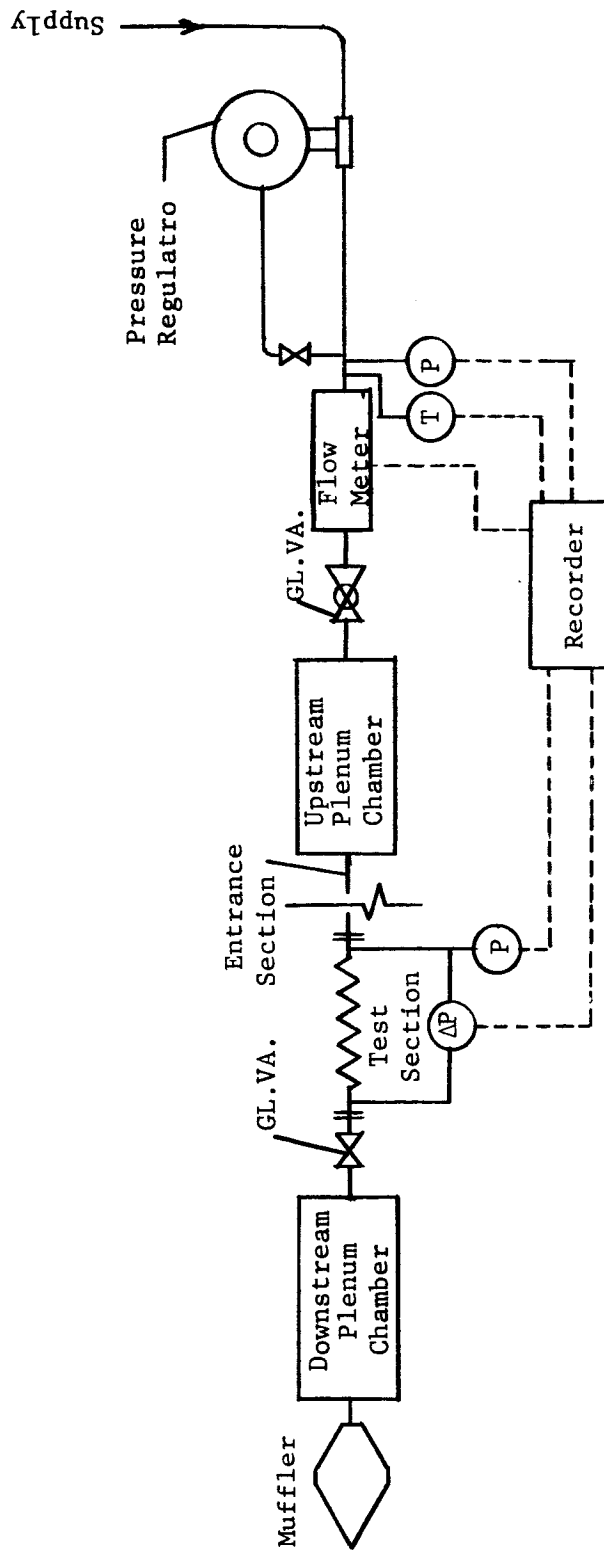 Supply
Pressure
Regulatro
P
T
Flow
Meter
GL.VA.
Recorder
Upstream
Plenum
Chamber
Entrance
Section
P
ΔP
Test
Section
GL.VA.
Downstream
Plenum
Chamber
Muffler